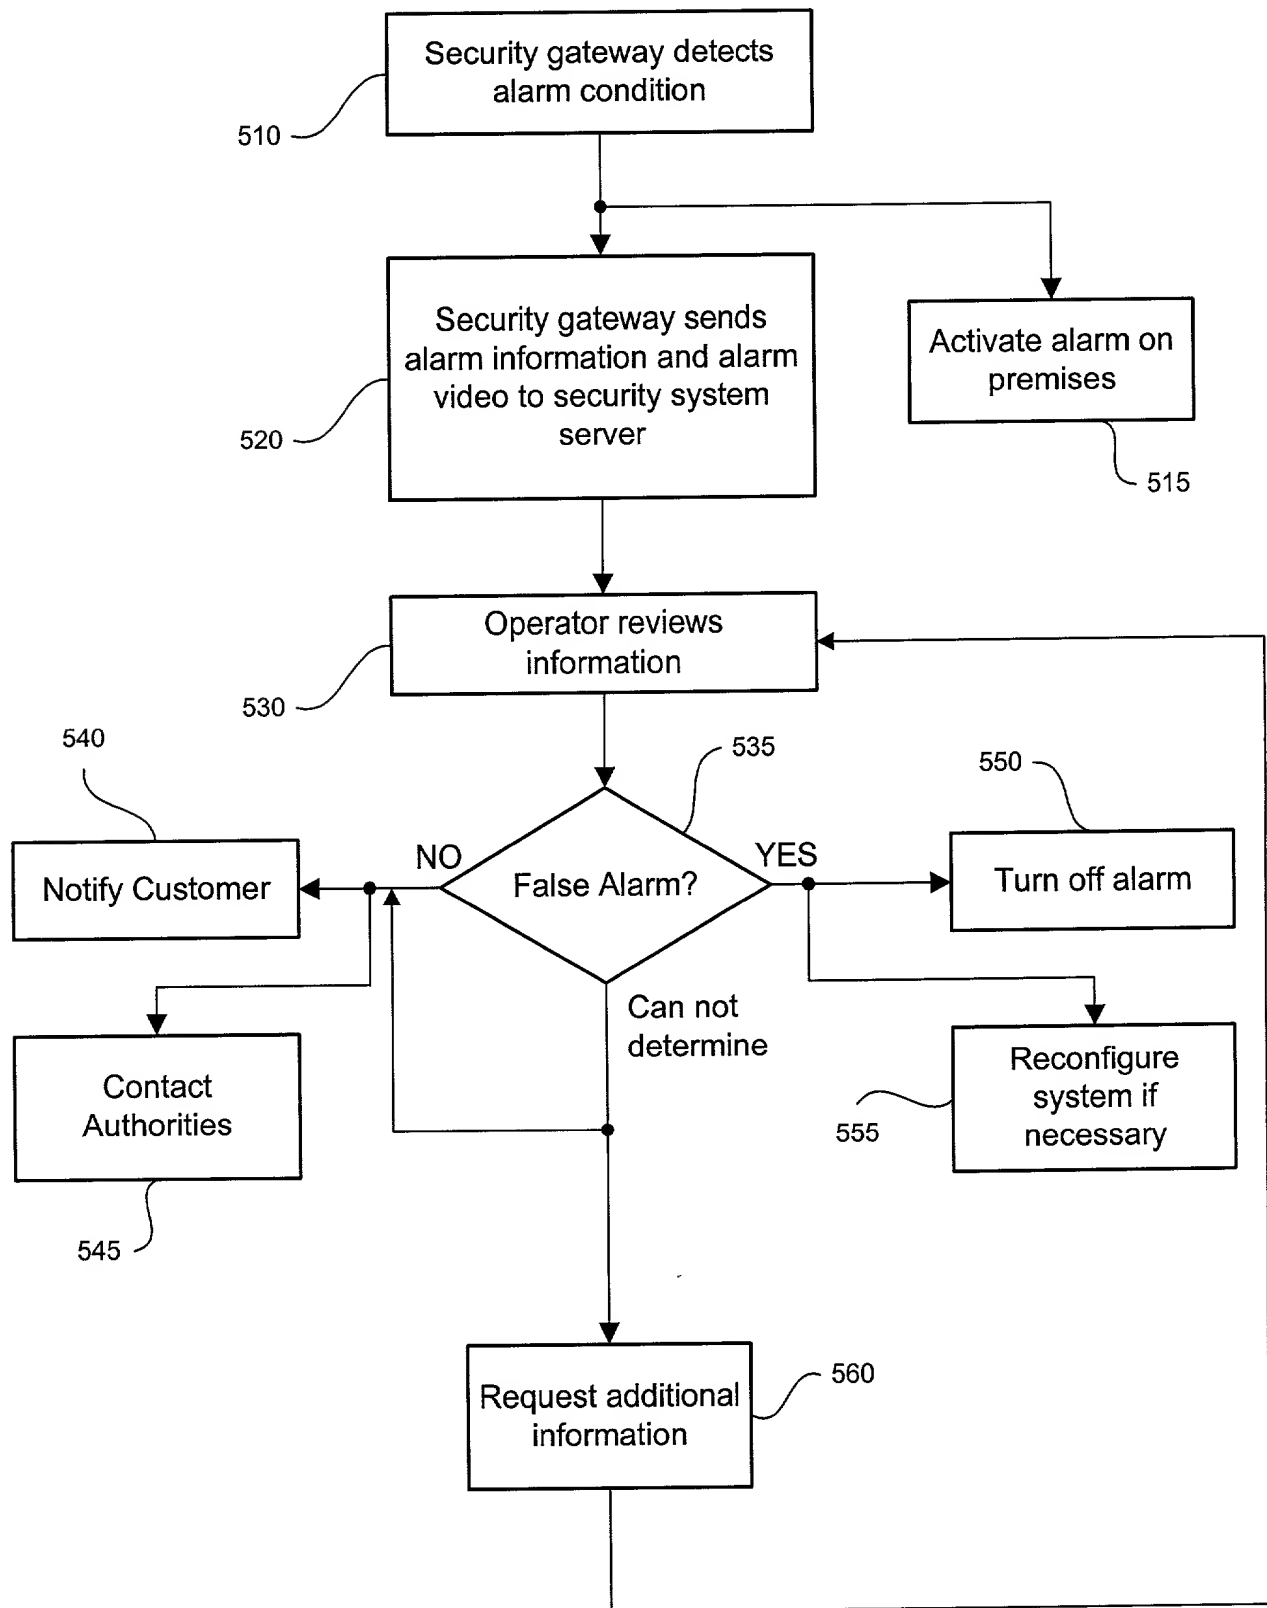 Security gateway detects
alarm condition
510
Security gateway sends
alarm information and alarm
video to security system
server
520
Activate alarm on
premises
515
Operator reviews
information
530
535
540
550
NO
YES
Notify Customer
False Alarm?
Turn off alarm
Can not
determine
Contact
Authorities
545
Reconfigure
system if
necessary
555
Request additional
information
560